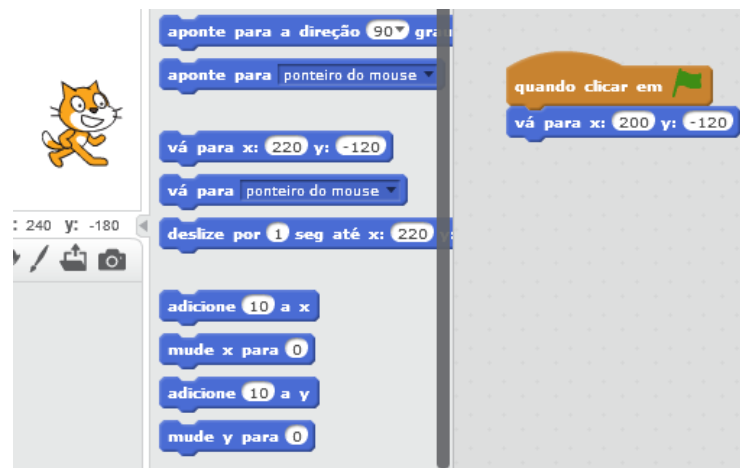 aponte para a direção 90 grau
aponte para ponteiro do mouse
vá para x: 220 y: -120
vá para ponteiro do mouse
deslize por 1 seg até x: 220 y:
adicione 10 a x
mude x para 0
adicione 10 a y
mude y para 0
: 240 y: -180
quando clicar em
vá para x: 200 y: -120